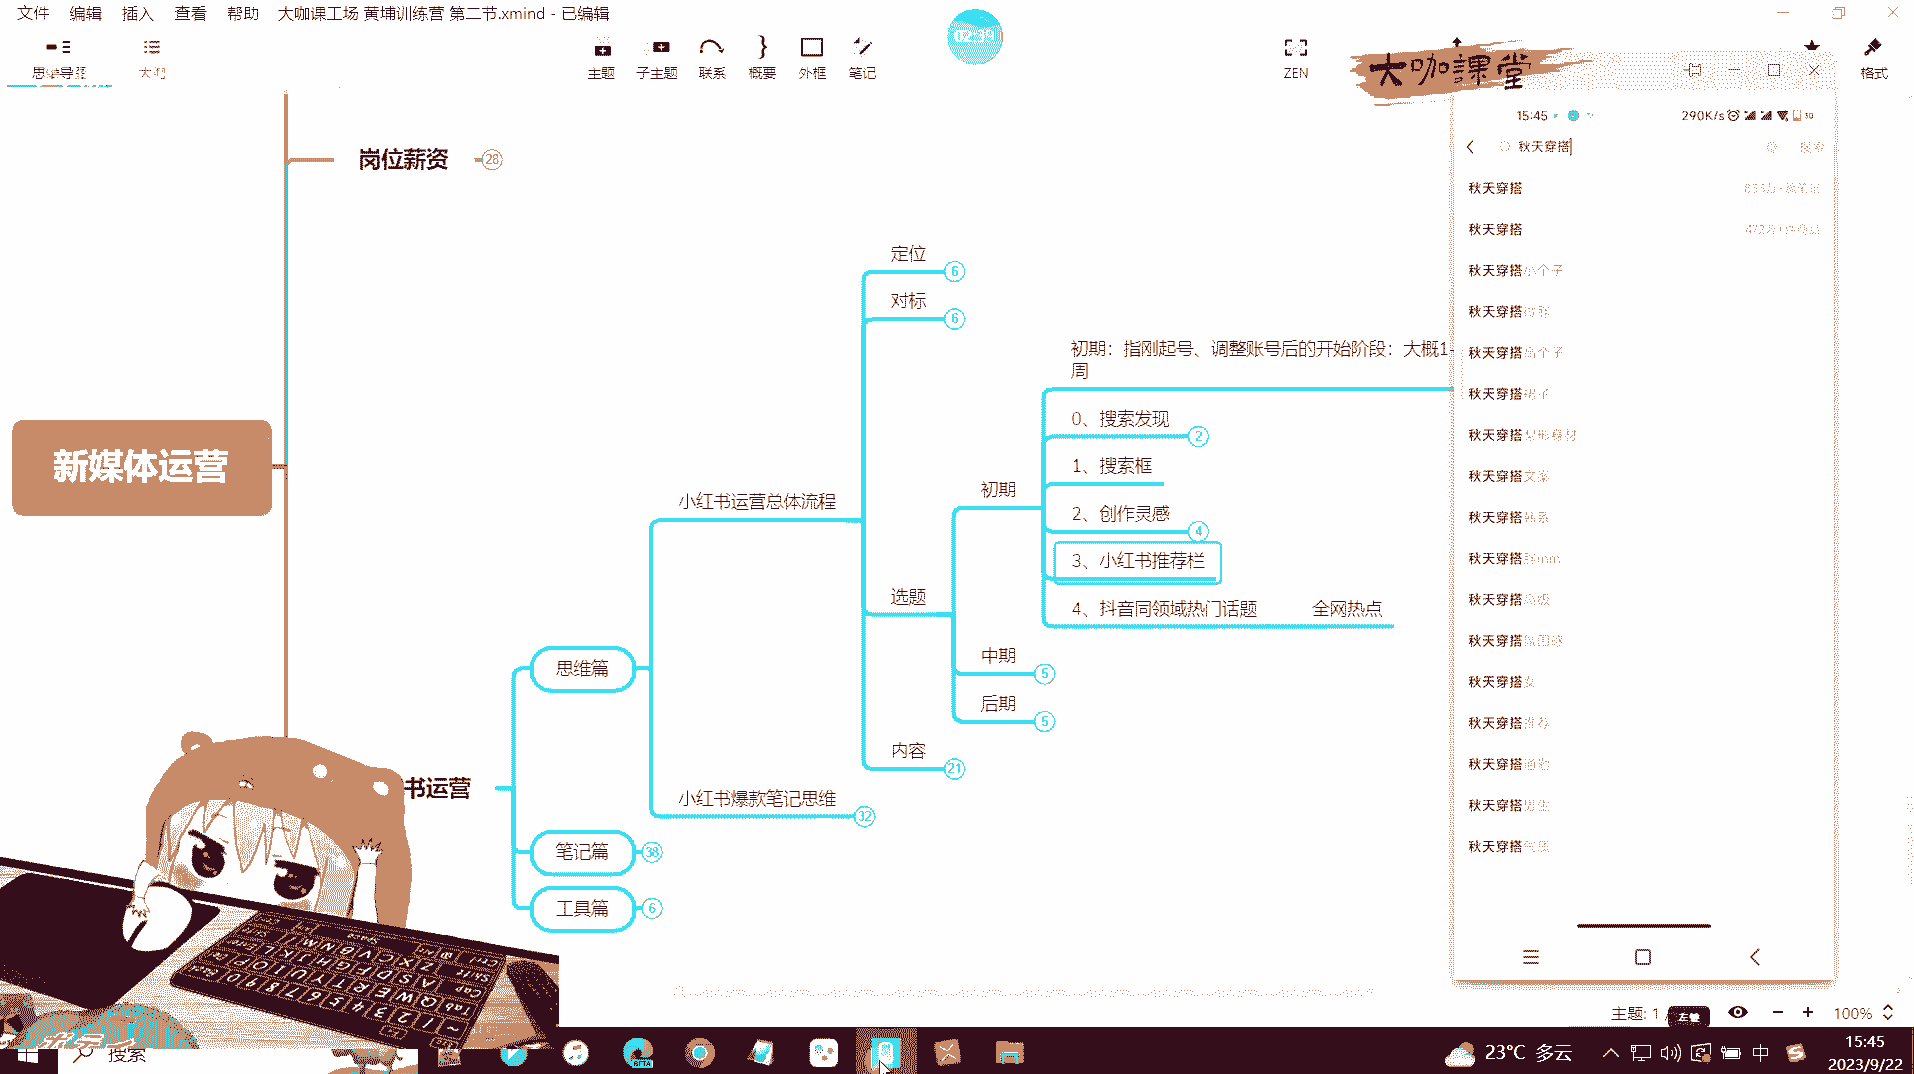 文件 编辑 插入 查看 帮助 大咖课工场 黄埔训练营 第二节.xmind - 已编辑
思维导图 大纲
主题 子主题 联系 概要 外框 笔记
ZEN
格式
大咖課堂
岗位薪资 28
新媒体运营
书运营
思维篇
笔记篇 38
工具篇 6
小红书运营总体流程
小红书爆款笔记思维 32
定位 6
对标 6
选题
内容 21
初期
中期 5
后期 5
初期：指刚起号、调整账号后的开始阶段：大概1
周
0、搜索发现 2
1、搜索框
2、创作灵感 4
3、小红书推荐栏
4、抖音同领域热门话题 全网热点
15:45 290K/s
秋天穿搭
秋天穿搭
秋天穿搭
秋天穿搭小个子
秋天穿搭
秋天穿搭高个子
秋天穿搭裙子
秋天穿搭梨形身材
秋天穿搭文案
秋天穿搭韩系
秋天穿搭
秋天穿搭
秋天穿搭氛围感
秋天穿搭女
秋天穿搭推荐
秋天穿搭通勤
秋天穿搭男生
秋天穿搭气质
主题: 1
100%
搜索
BETA
23°C 多云
中
15:45
2023/9/22